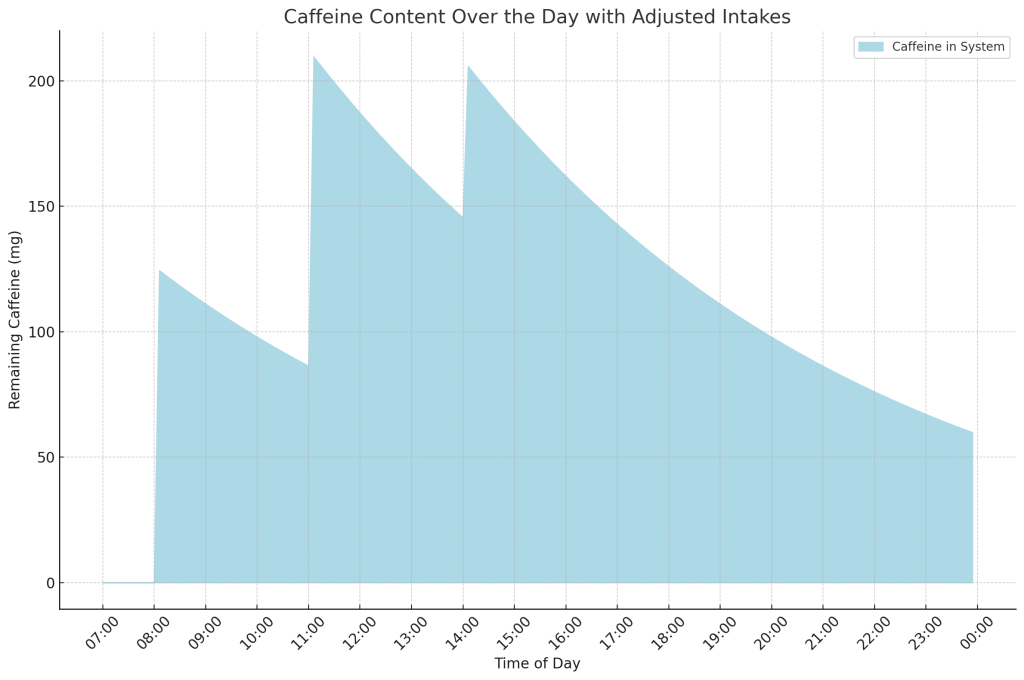 Caffeine Content Over the Day with Adjusted Intakes
Caffeine in System
Remaining Caffeine (mg)
200
150
100
50
0
07:00 08:00 09:00 10:00 11:00 12:00 13:00 14:00 15:00 16:00 17:00 18:00 19:00 20:00 21:00 22:00 23:00 00:00
Time of Day